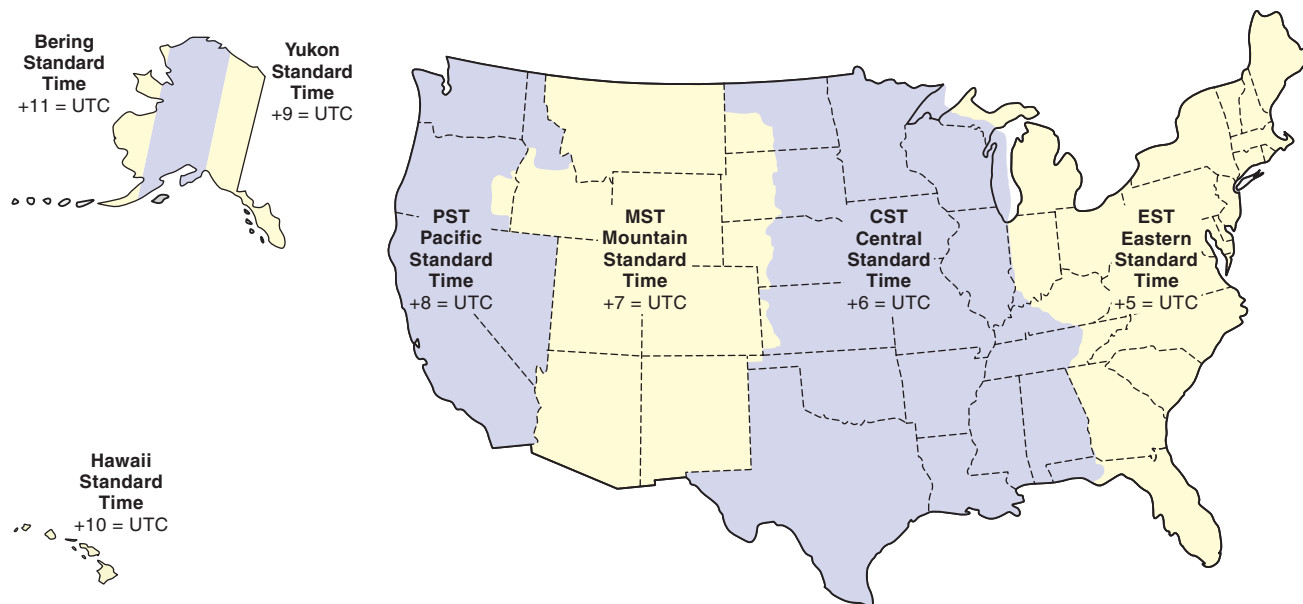 Bering
Standard
Time
+11 = UTC
Yukon
Standard
Time
+9 = UTC
PST
Pacific
Standard
Time
+8 = UTC
MST
Mountain
Standard
Time
+7 = UTC
CST
Central
Standard
Time
+6 = UTC
EST
Eastern
Standard
Time
+5 = UTC
Hawaii
Standard
Time
+10 = UTC